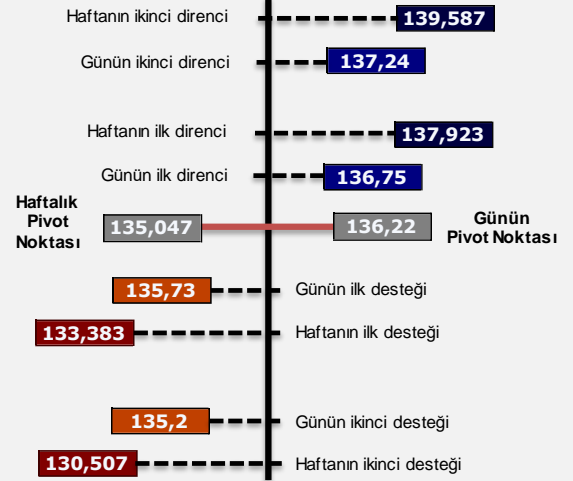 Haftanın ikinci direnci 139,587
Günün ikinci direnci 137,24
Haftanın ilk direnci 137,923
Günün ilk direnci 136,75
Haftalık
Pivot
Noktası
135,047
136,22
Günün
Pivot Noktası
135,73 Günün ilk desteği
133,383 Haftanın ilk desteği
135,2 Günün ikinci desteği
130,507 Haftanın ikinci desteği